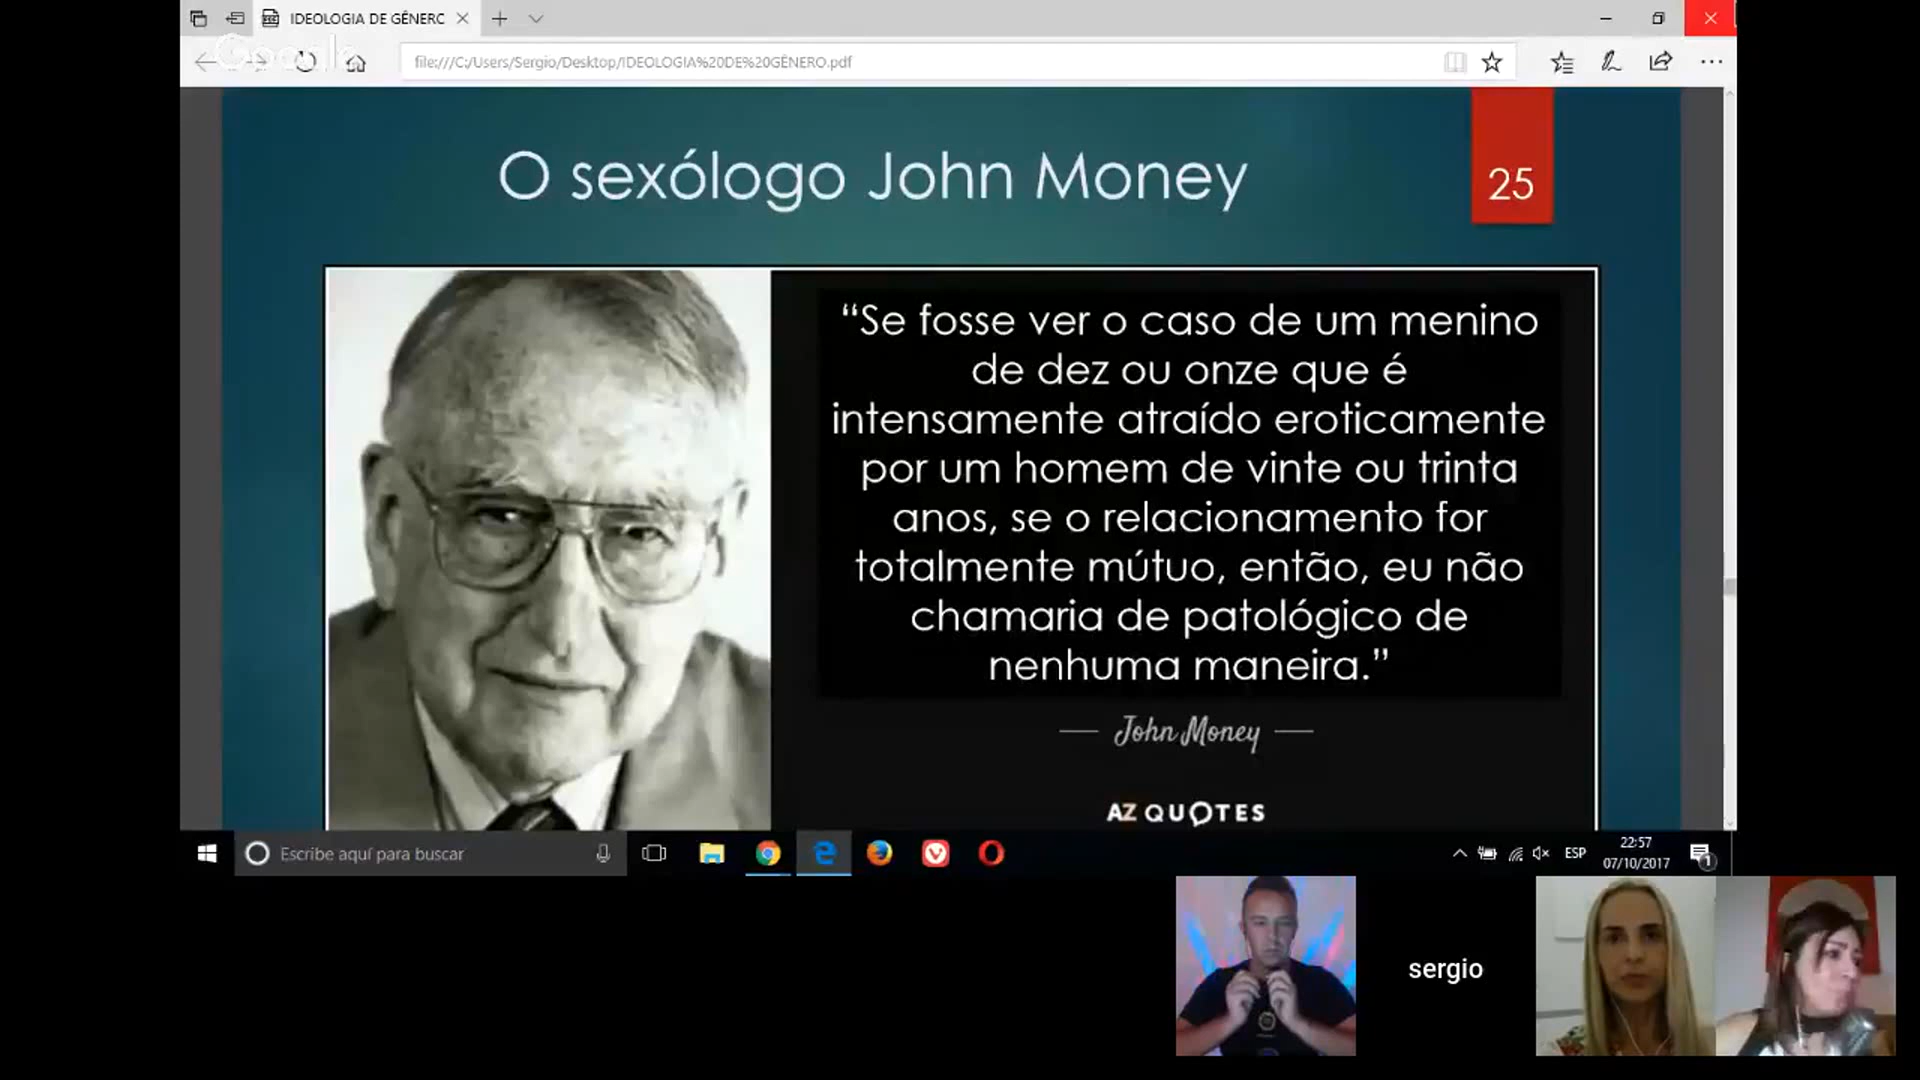 IDEOLOGIA DE GÊNERC
Google
file:///C:/Users/Sergio/Desktop/IDEOLOGIA%20DE%20GÊNERO.pdf
O sexólogo John Money
25
“Se fosse ver o caso de um menino
de dez ou onze que é
intensamente atraído eroticamente
por um homem de vinte ou trinta
anos, se o relacionamento for
totalmente mútuo, então, eu não
chamaria de patológico de
nenhuma maneira.”
John Money
AZ QUOTES
Escribe aquí para buscar
ESP
22:57
07/10/2017
1
sergio